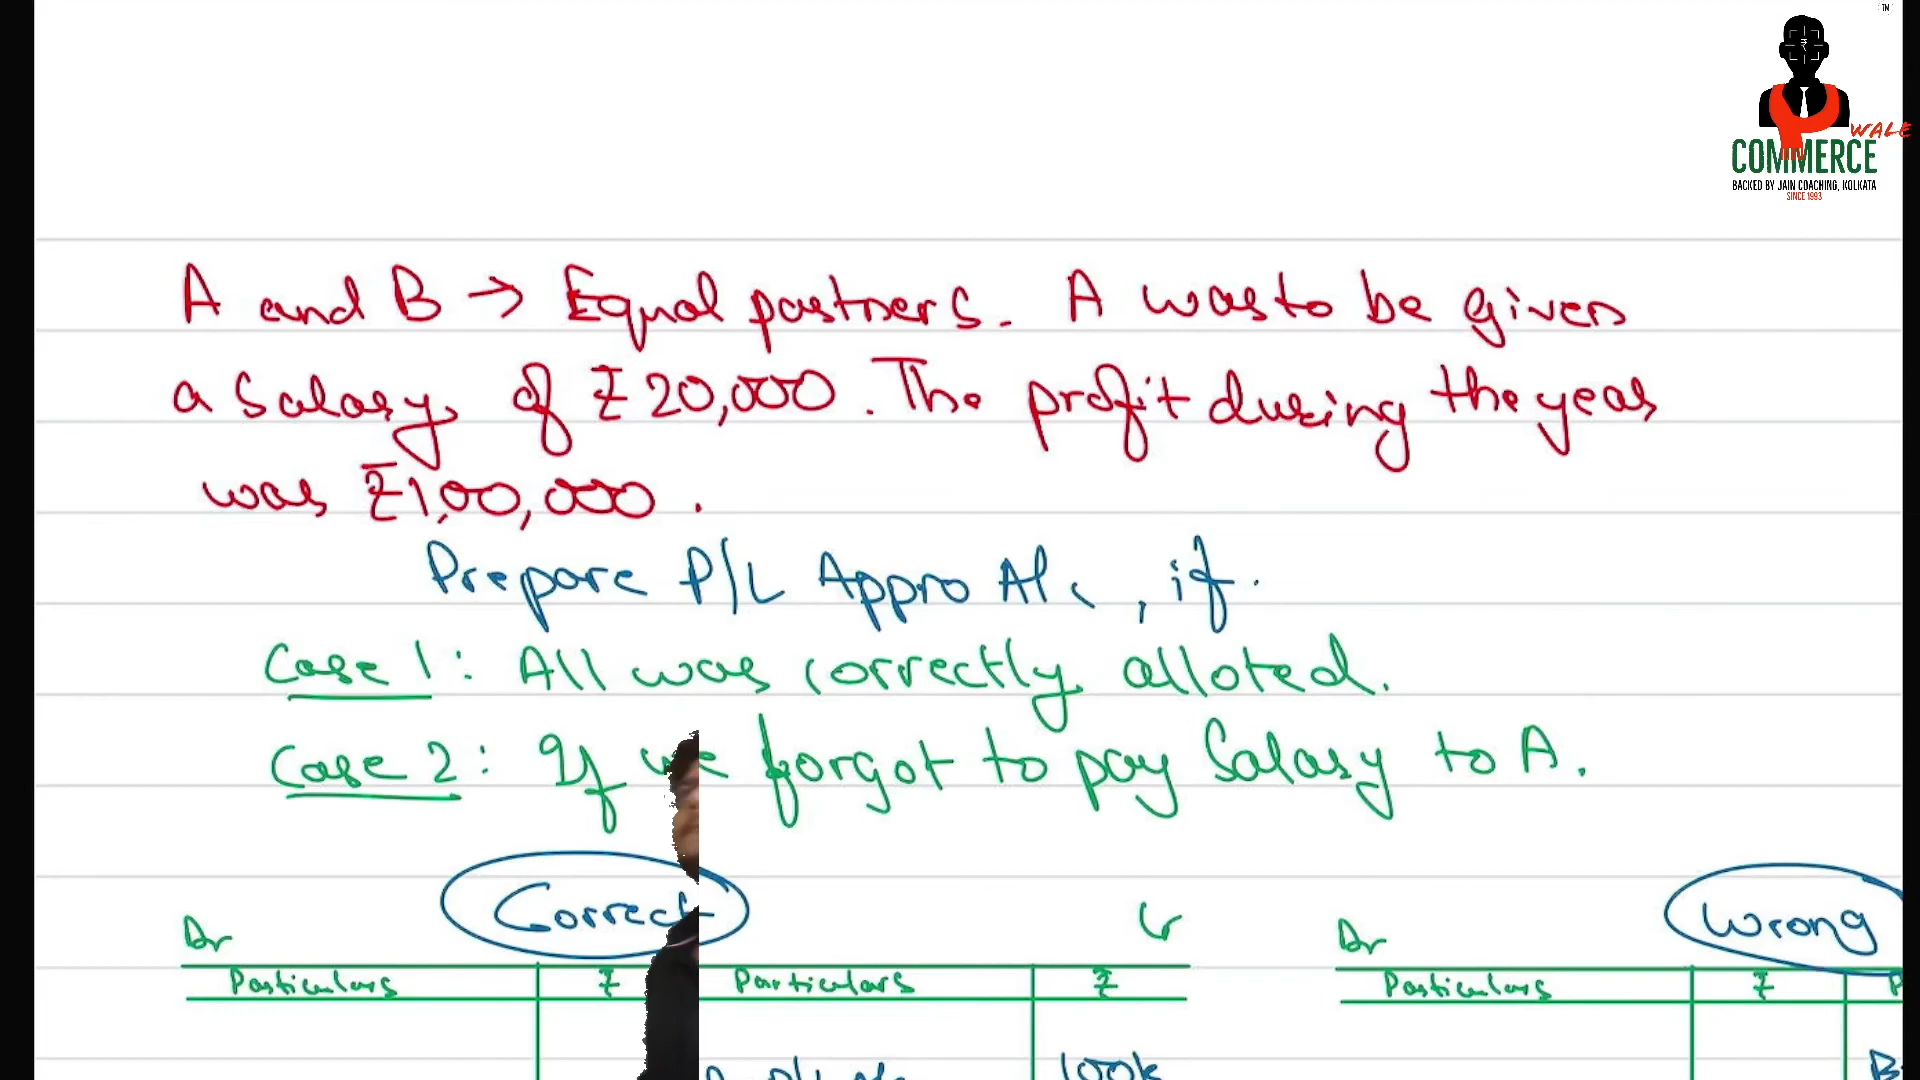 TM
WALE
COMMERCE
BACKED BY JAIN COACHING, KOLKATA
SINCE 1993
A and B → Equal partners. A was to be given
a Salary of ₹20,000. The profit during the year
was ₹1,00,000.
Prepare P/L Appro A/c, if.
Case 1: All was correctly alloted.
Case 2: If we forgot to pay Salary to A.
Correct
Wrong
Dr Cr Dr
Particulars ₹ Particulars ₹ Particulars ₹ P
100k